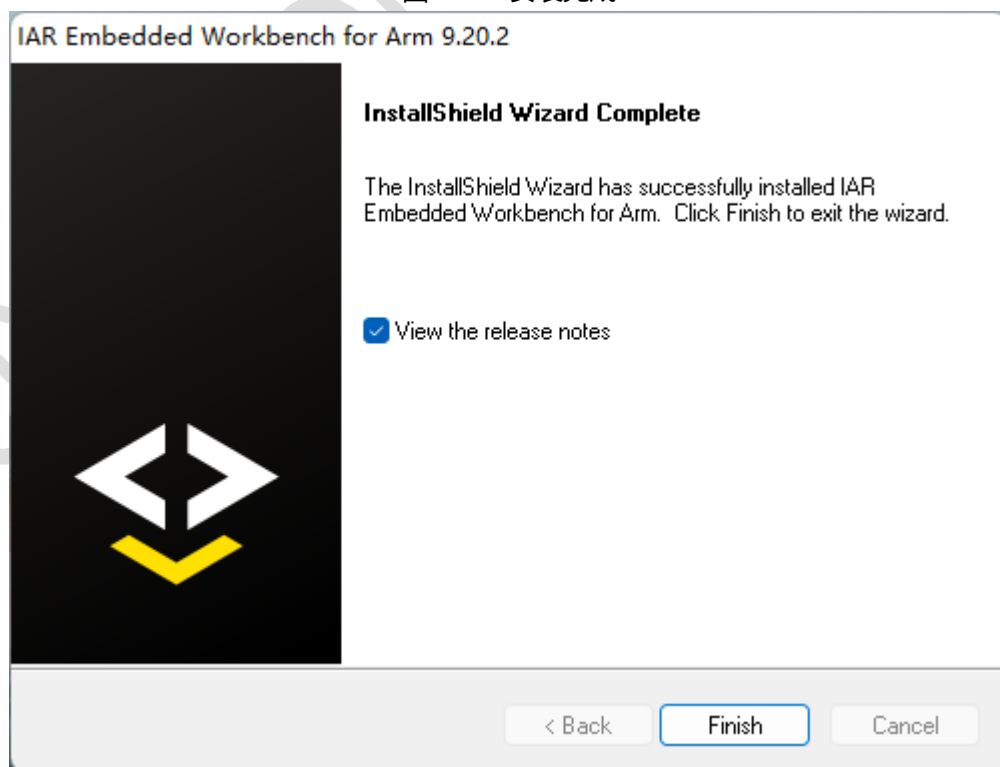 IAR Embedded Workbench for Arm 9.20.2
InstallShield Wizard Complete
The InstallShield Wizard has successfully installed IAR
Embedded Workbench for Arm. Click Finish to exit the wizard.
View the release notes
< Back
Finish
Cancel